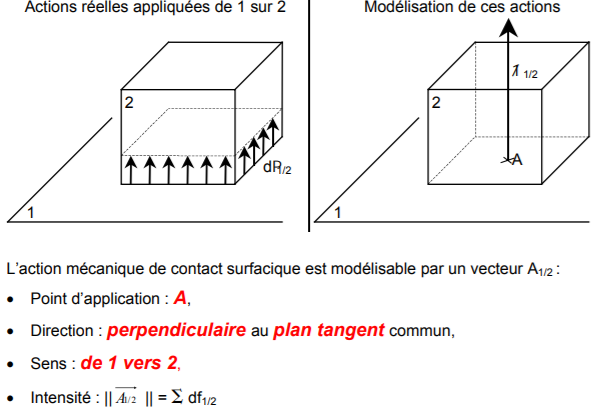 Actions réelles appliquées de 1 sur 2
Modélisation de ces actions
2
dR/2
1
1/2
2
A
1
L'action mécanique de contact surfacique est modélisable par un vecteur A1/2 :
• Point d'application : A,
• Direction : perpendiculaire au plan tangent commun,
• Sens : de 1 vers 2,
• Intensité : || A1/2 || = Σ df1/2